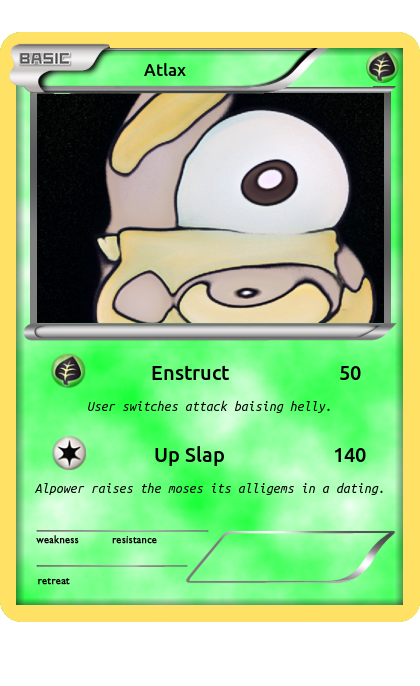 BASIC
Atlax
Enstruct 50
User switches attack baising helly.
Up Slap 140
Alpower raises the moses its alligems in a dating.
weakness resistance
retreat